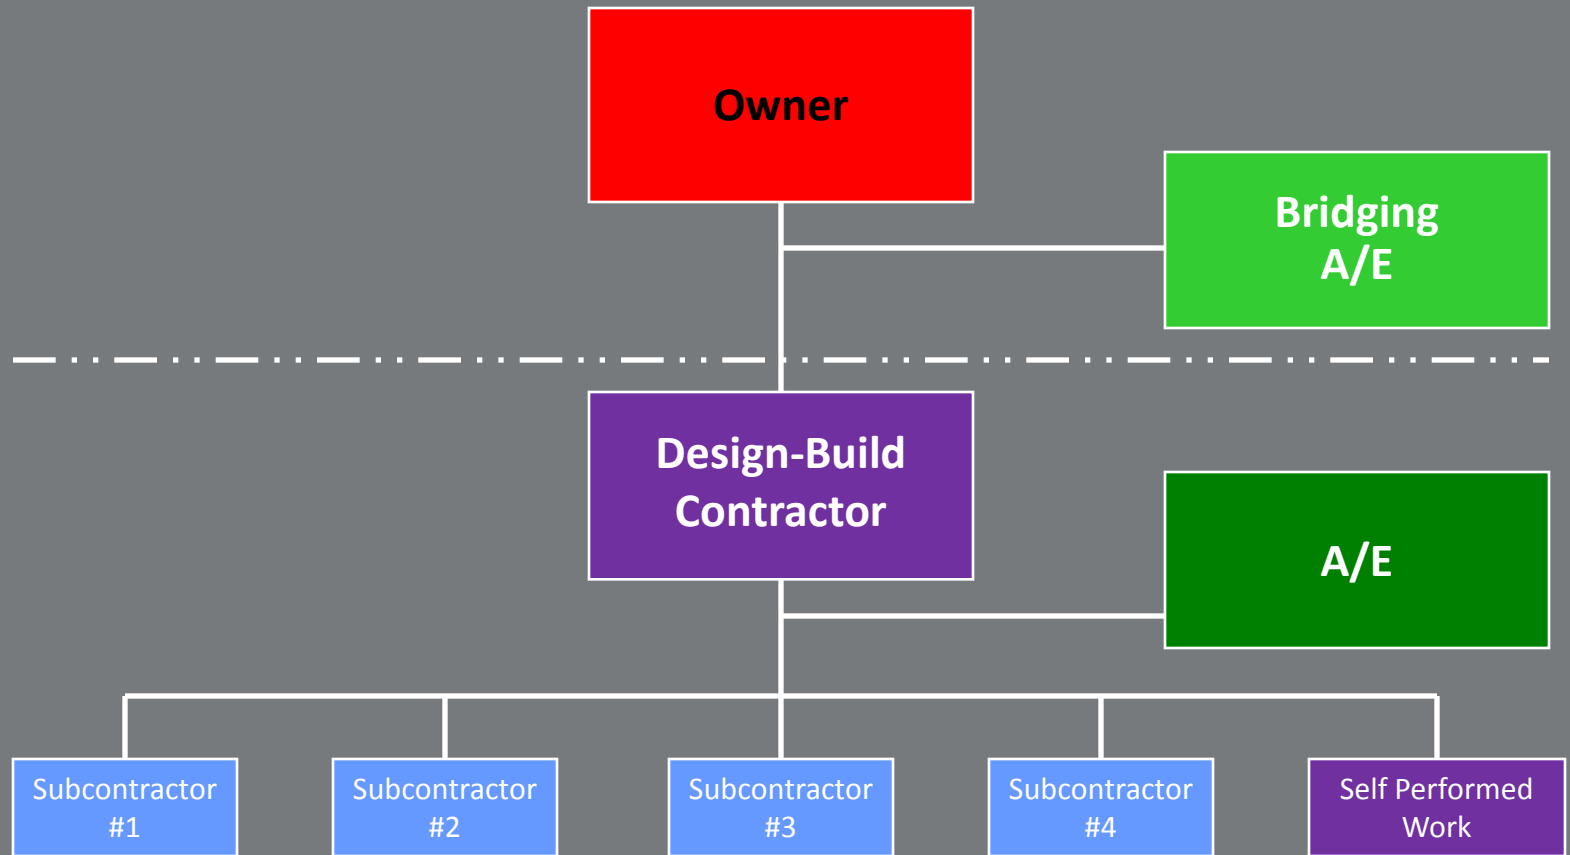 Owner
Bridging
A/E
Design-Build
Contractor
A/E
Subcontractor
#1
Subcontractor
#2
Subcontractor
#3
Subcontractor
#4
Self Performed
Work